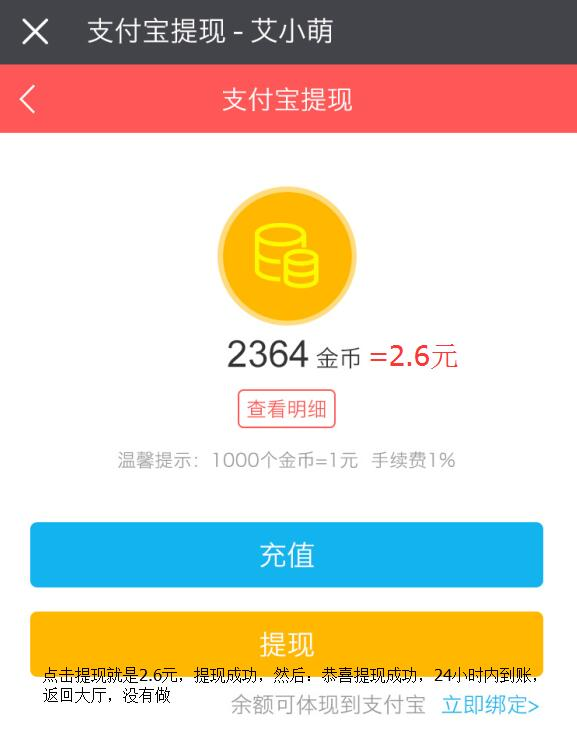 支付宝提现 - 艾小萌
支付宝提现
2364 金币 =2.6元
查看明细
温馨提示：1000个金币=1元 手续费1%
充值
提现
点击提现就是2.6元，提现成功，然后：恭喜提现成功，24小时内到账，
返回大厅，没有做
余额可体现到支付宝 立即绑定>